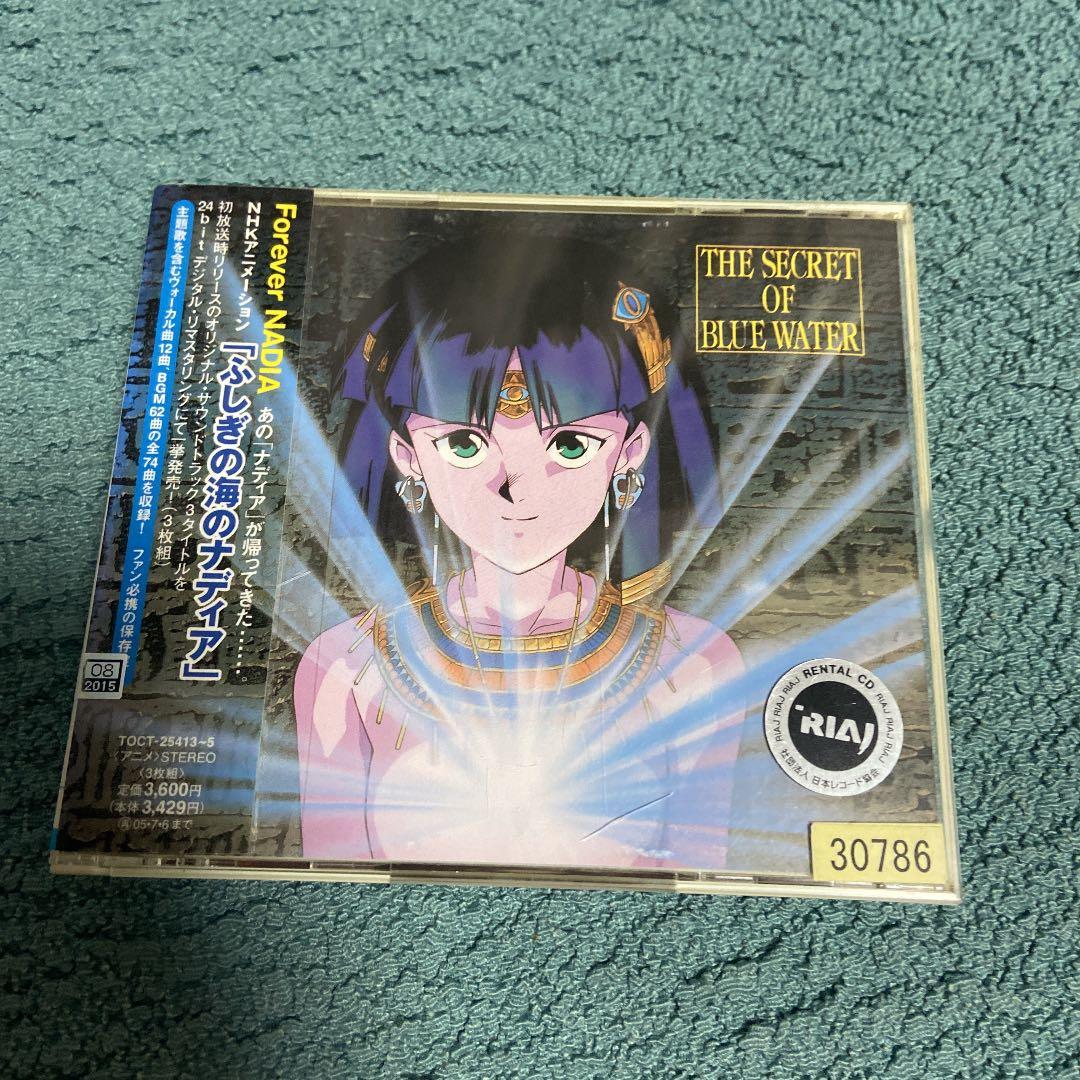 Forever NADIA
あの「ナディア」が帰ってきた……。
NHKアニメーション
『ふしぎの海のナディア』
初放送時リリースのオリジナル・サウンドトラック3タイトルを
24bitデジタル・リマスタリングにて一挙発売!(3枚組)
主題歌を含むヴォーカル曲12曲、BGM62曲の全74曲を収録! ファン必携の保存
08
2015
TOCT-25413~5
〈アニメ〉STEREO
〈3枚組〉
定価3,600円
(本体3,429円)
05・7・6まで
THE SECRET
OF
BLUE WATER
RENTAL CD
RIAJ RIAJ RIAJ RIAJ RIAJ RIAJ
RIAJ
社団法人 日本レコード協会
30786